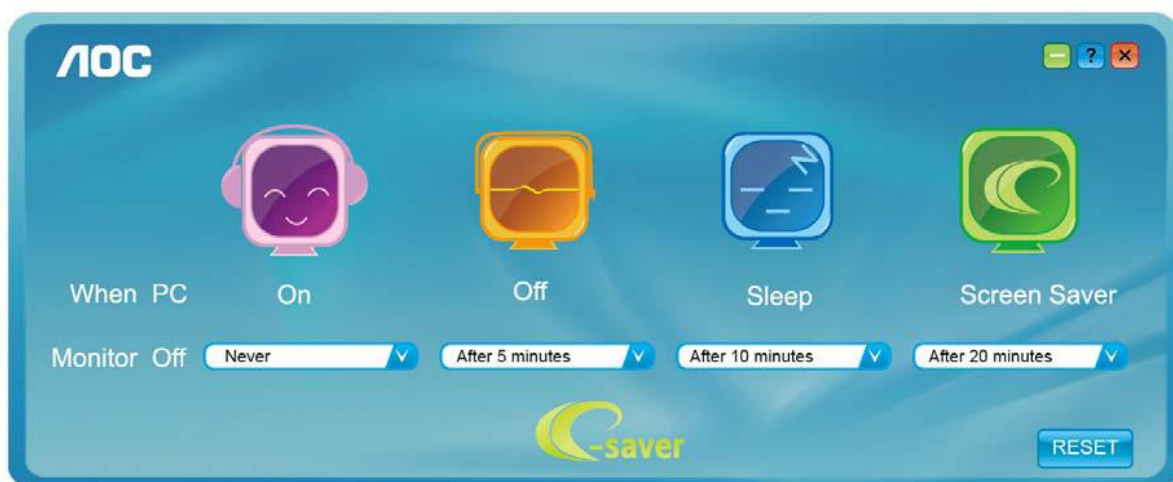 AOC
?
When PC On Off Sleep Screen Saver
Monitor Off Never After 5 minutes After 10 minutes After 20 minutes
e-saver
RESET